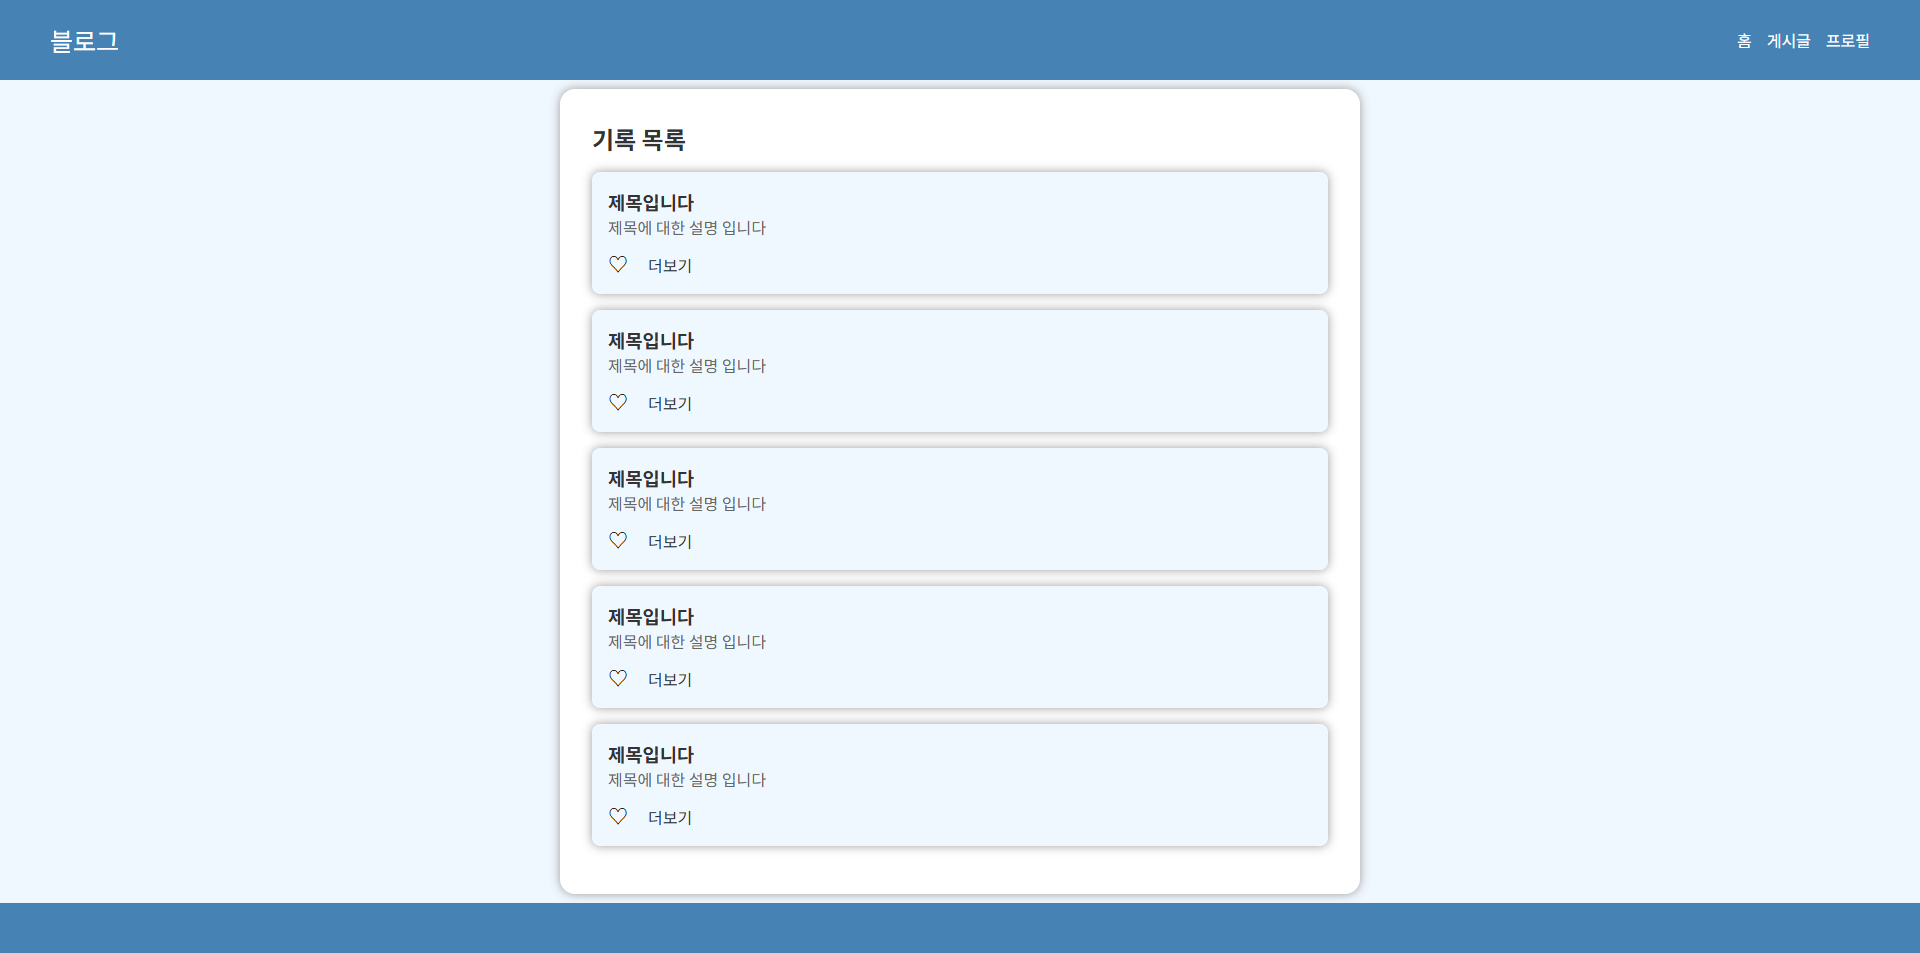 블로그
홈 게시글 프로필
기록 목록
제목입니다
제목에 대한 설명 입니다
♡ 더보기
제목입니다
제목에 대한 설명 입니다
♡ 더보기
제목입니다
제목에 대한 설명 입니다
♡ 더보기
제목입니다
제목에 대한 설명 입니다
♡ 더보기
제목입니다
제목에 대한 설명 입니다
♡ 더보기